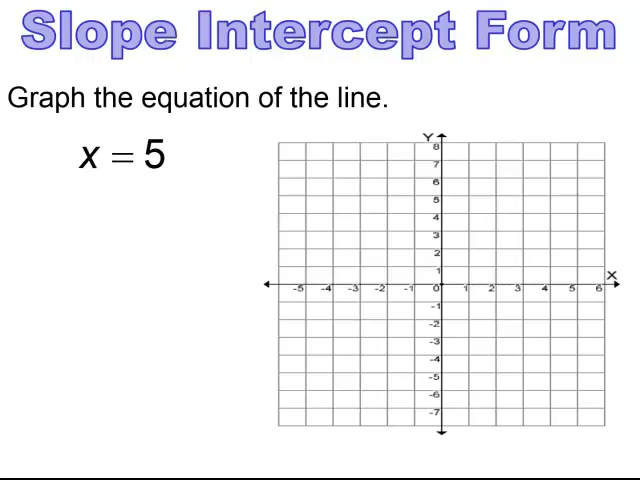 Slope Intercept Form
Graph the equation of the line.
x = 5
Y
8
7
6
5
4
3
2
1
X
-5 -4 -3 -2 -1 0 1 2 3 4 5 6
-1
-2
-3
-4
-5
-6
-7